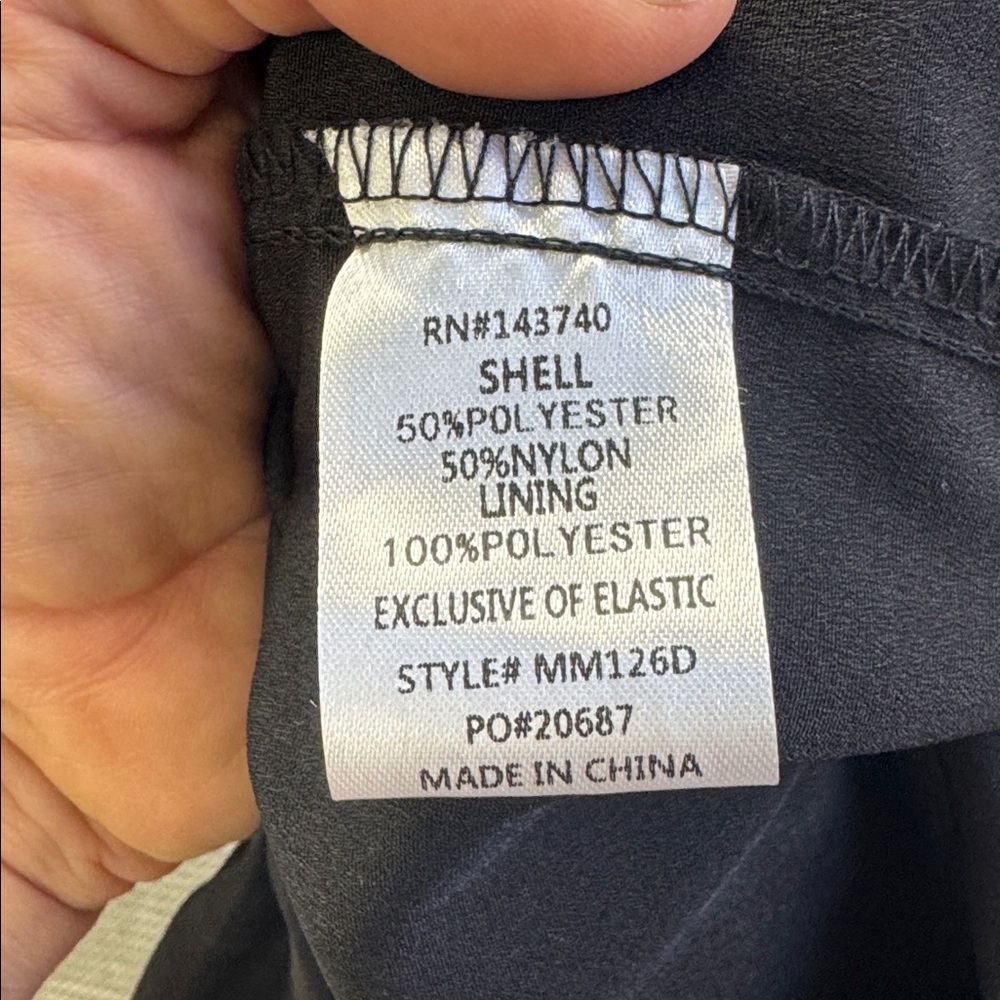 RN#143740
SHELL
50%POLYESTER
50%NYLON
LINING
100%POLYESTER
EXCLUSIVE OF ELASTIC
STYLE# MM126D
PO#20687
MADE IN CHINA